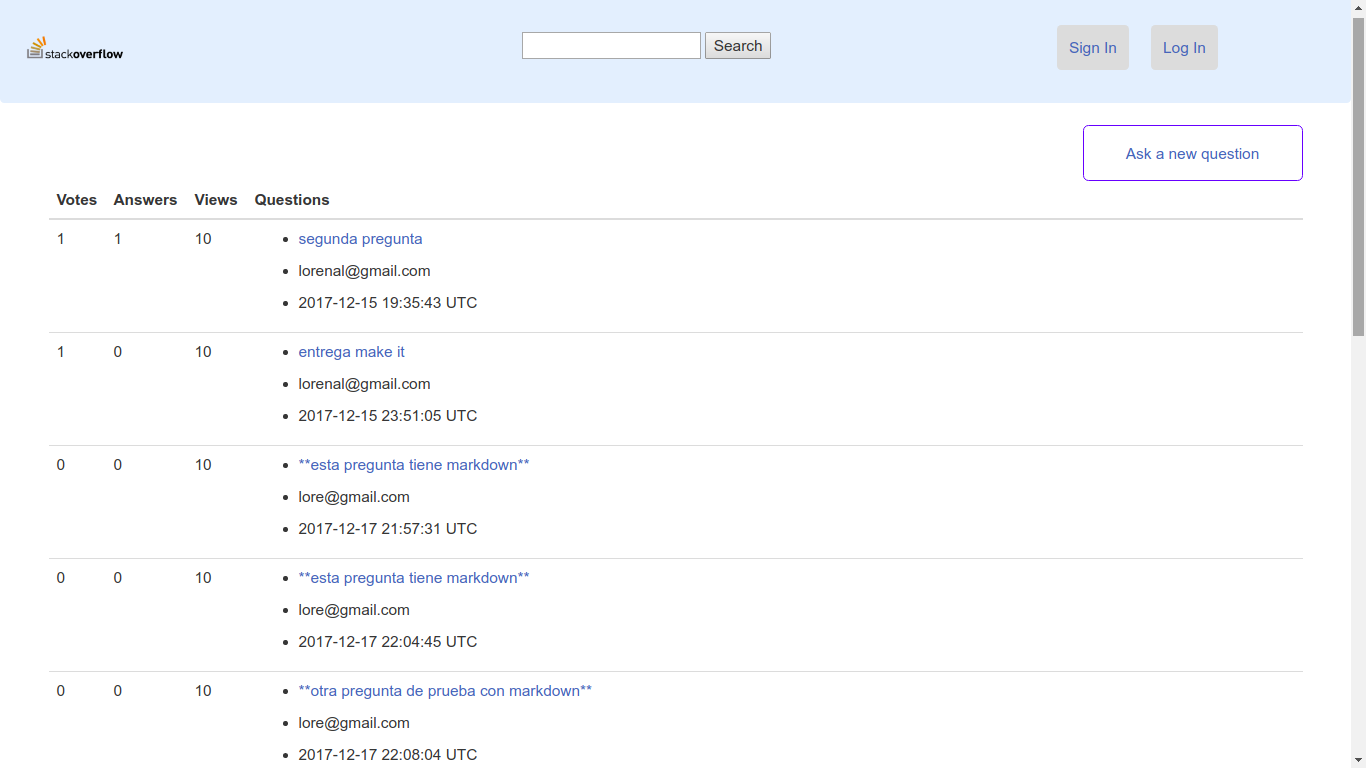 stackoverflow
Search
Sign In
Log In
Ask a new question
Votes Answers Views Questions
1 1 10 segunda pregunta
lorenal@gmail.com
2017-12-15 19:35:43 UTC
1 0 10 entrega make it
lorenal@gmail.com
2017-12-15 23:51:05 UTC
0 0 10 **esta pregunta tiene markdown**
lore@gmail.com
2017-12-17 21:57:31 UTC
0 0 10 **esta pregunta tiene markdown**
lore@gmail.com
2017-12-17 22:04:45 UTC
0 0 10 **otra pregunta de prueba con markdown**
lore@gmail.com
2017-12-17 22:08:04 UTC